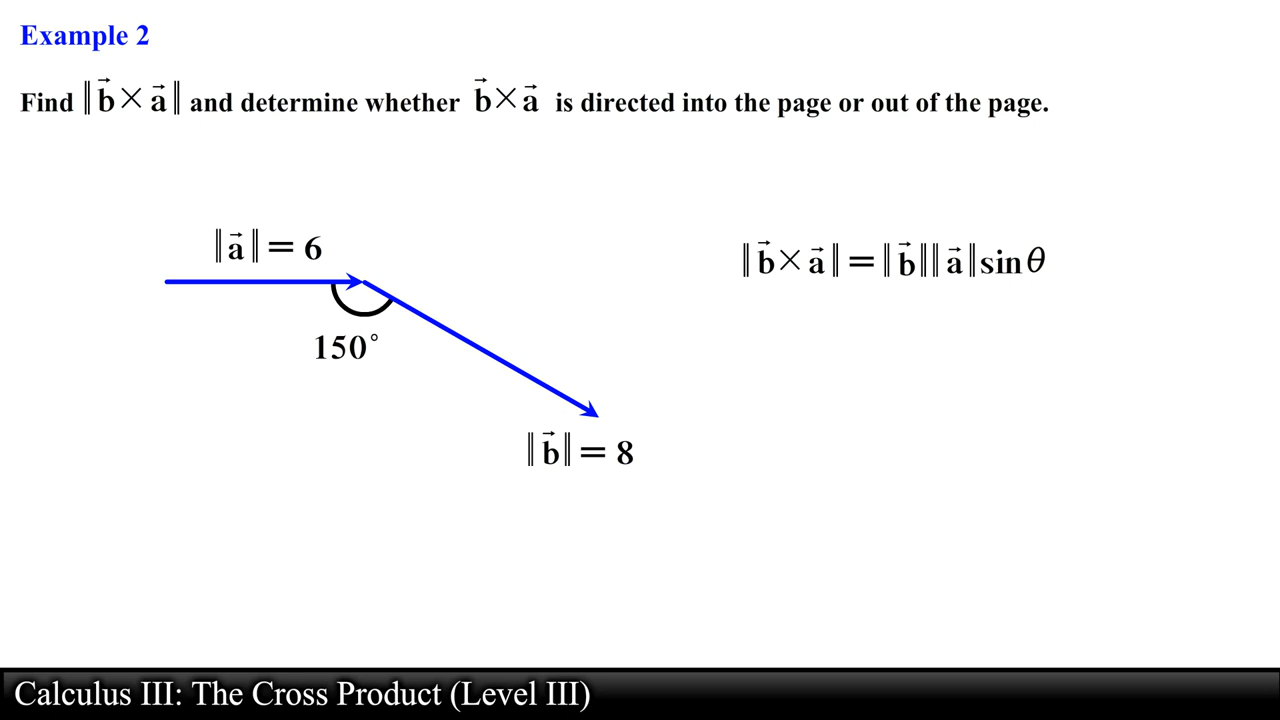 Example 2
Find ‖b⃗ × a⃗‖ and determine whether b⃗ × a⃗ is directed into the page or out of the page.
‖a⃗‖ = 6
‖b⃗ × a⃗‖ = ‖b⃗‖‖a⃗‖ sin θ
150°
‖b⃗‖ = 8
Calculus III: The Cross Product (Level III)